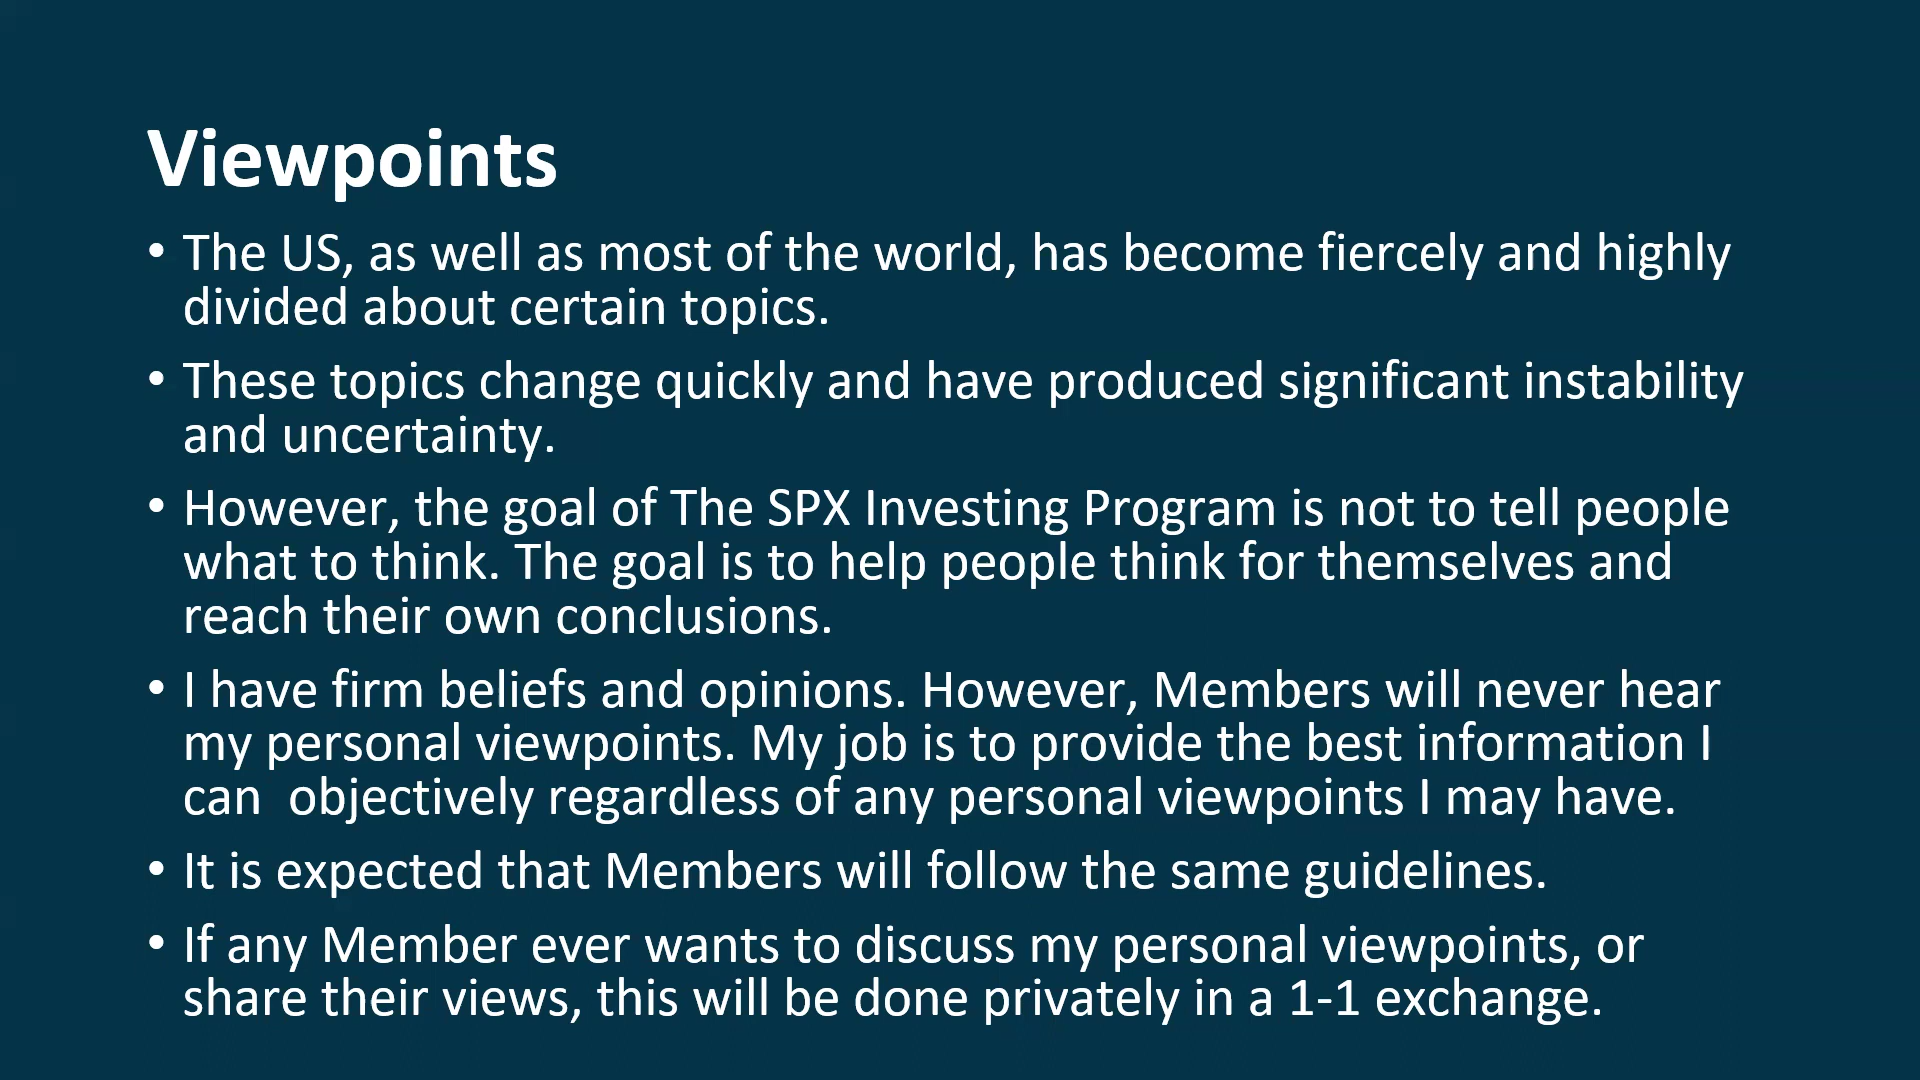 Viewpoints
• The US, as well as most of the world, has become fiercely and highly
divided about certain topics.
• These topics change quickly and have produced significant instability
and uncertainty.
• However, the goal of The SPX Investing Program is not to tell people
what to think. The goal is to help people think for themselves and
reach their own conclusions.
• I have firm beliefs and opinions. However, Members will never hear
my personal viewpoints. My job is to provide the best information I
can  objectively regardless of any personal viewpoints I may have.
• It is expected that Members will follow the same guidelines.
• If any Member ever wants to discuss my personal viewpoints, or
share their views, this will be done privately in a 1-1 exchange.